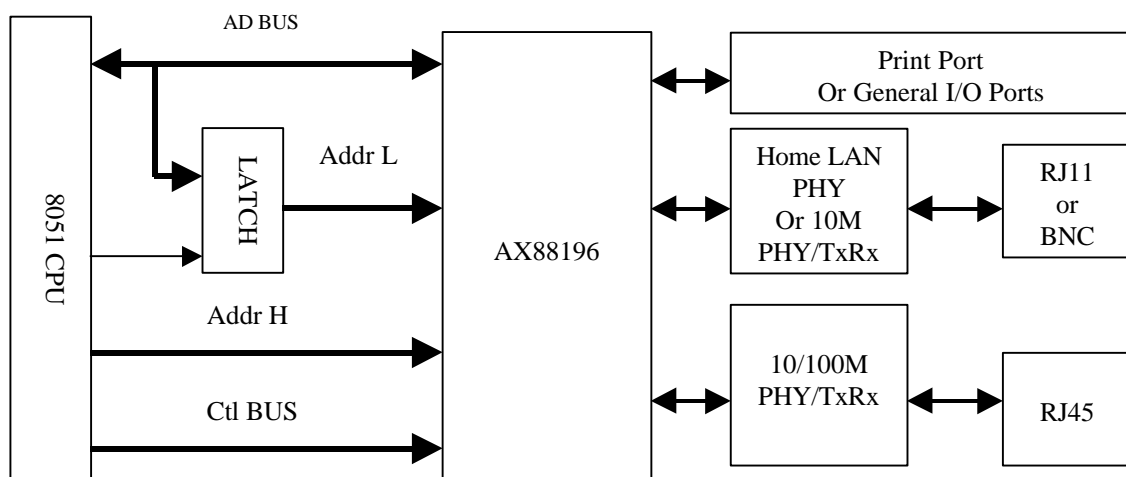 AD BUS
8051 CPU
LATCH
Addr L
Addr H
Ctl BUS
AX88196
Print Port
Or General I/O Ports
Home LAN
PHY
Or 10M
PHY/TxRx
RJ11
or
BNC
10/100M
PHY/TxRx
RJ45